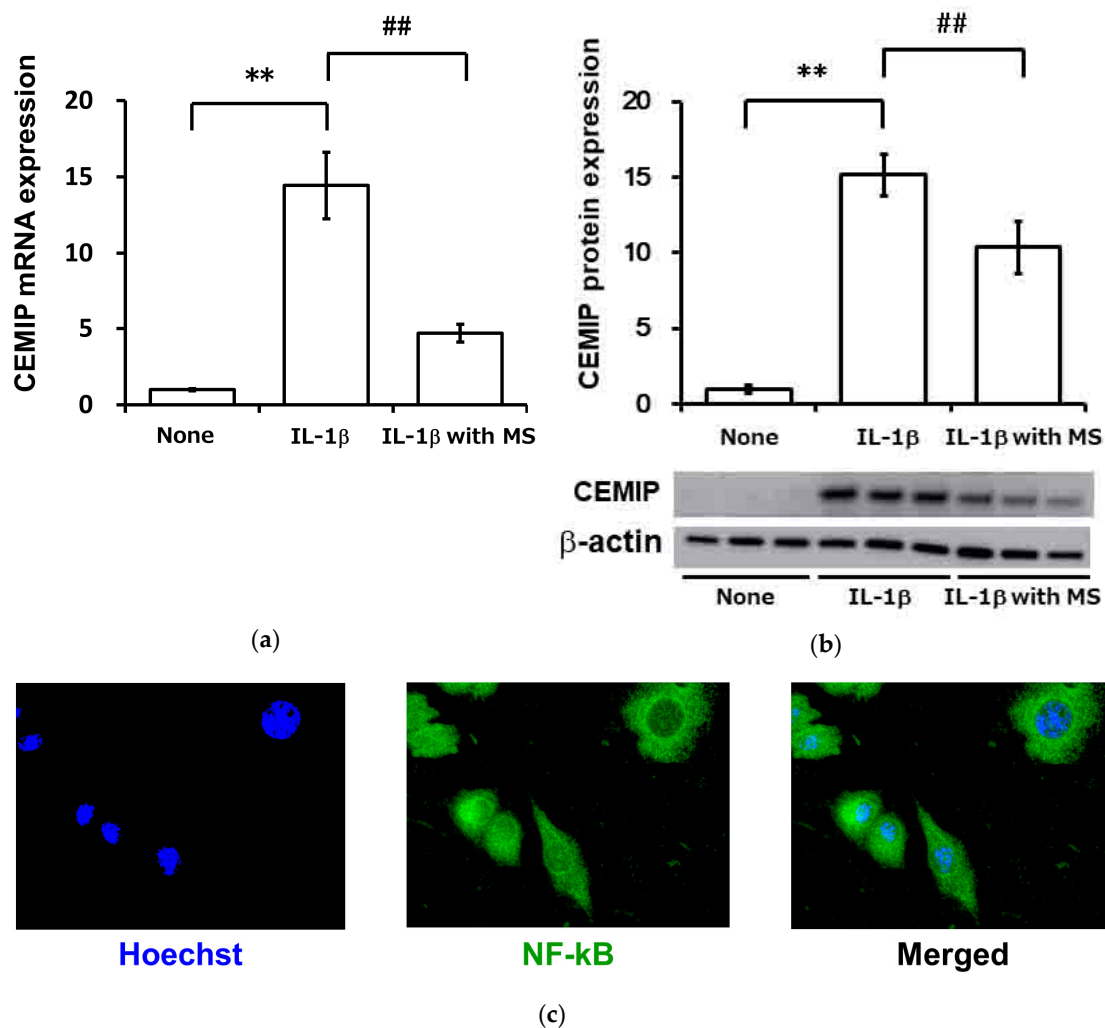 ##
**
CEMIP mRNA expression
20
15
10
5
0
None IL-1β IL-1β with MS
(a)
##
**
CEMIP protein expression
20
15
10
5
0
None IL-1β IL-1β with MS
CEMIP
β-actin
None IL-1β IL-1β with MS
(b)
Hoechst NF-kB Merged
(c)